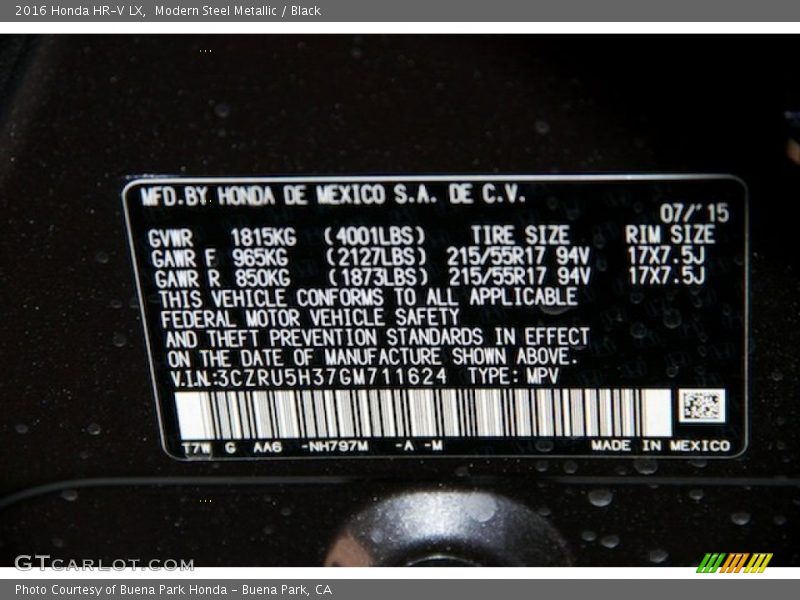 2016 Honda HR-V LX, Modern Steel Metallic / Black
MFD.BY HONDA DE MEXICO S.A. DE C.V.
07/'15
GVWR 1815KG (4001LBS) TIRE SIZE RIM SIZE
GAWR F 965KG (2127LBS) 215/55R17 94V 17X7.5J
GAWR R 850KG (1873LBS) 215/55R17 94V 17X7.5J
THIS VEHICLE CONFORMS TO ALL APPLICABLE
FEDERAL MOTOR VEHICLE SAFETY
AND THEFT PREVENTION STANDARDS IN EFFECT
ON THE DATE OF MANUFACTURE SHOWN ABOVE.
V.I.N:3CZRU5H37GM711624 TYPE: MPV
T7W G AA6 -NH797M -A -M MADE IN MEXICO
GTCARLOT.COM
Photo Courtesy of Buena Park Honda - Buena Park, CA